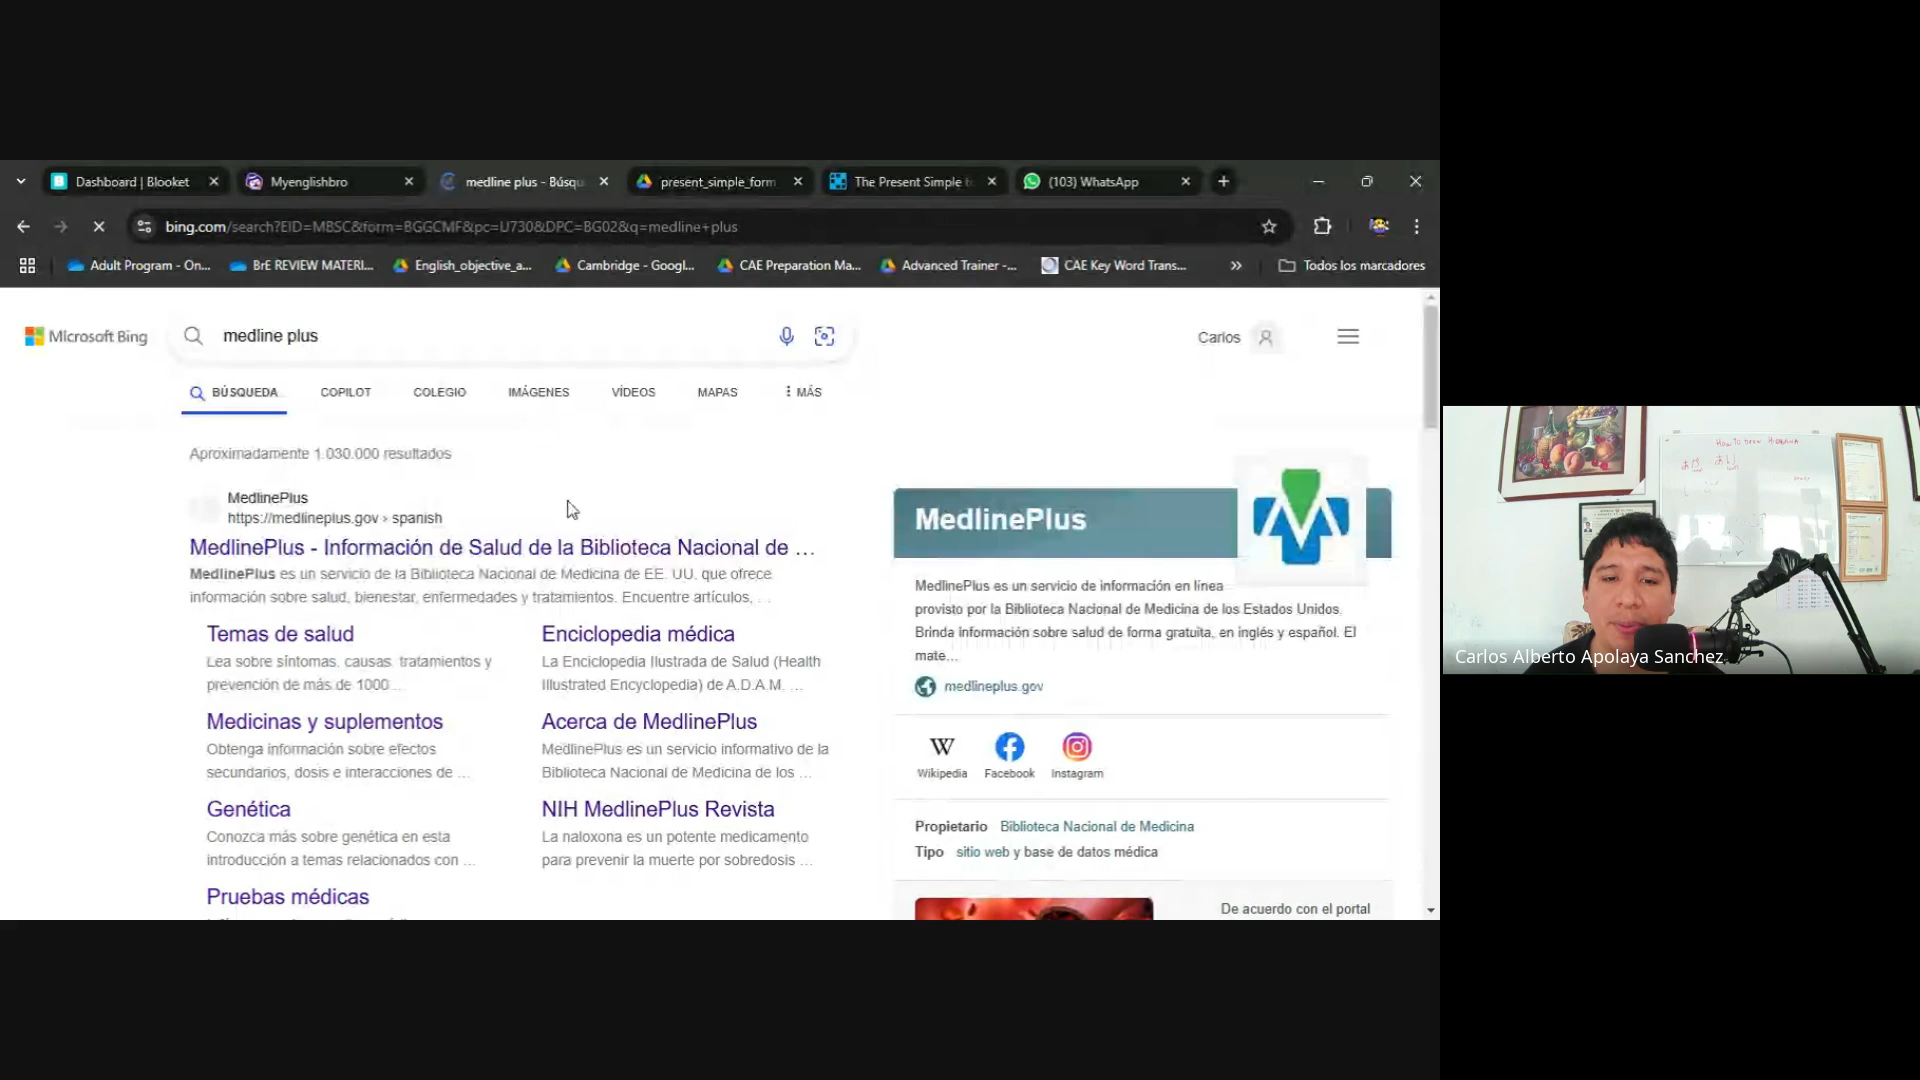 Dashboard | Blooket
Myenglishbro
medline plus - Búsqu
present_simple_form
The Present Simple t
(103) WhatsApp
bing.com/search?EID=MBSC&form=BGGCMF&pc=U730&DPC=BG02&q=medline+plus
Adult Program - On...
BrE REVIEW MATERI...
English_objective_a...
Cambridge - Googl...
CAE Preparation Ma...
Advanced Trainer -...
CAE Key Word Trans...
Todos los marcadores
Microsoft Bing
medline plus
Carlos
BÚSQUEDA
COPILOT
COLEGIO
IMÁGENES
VÍDEOS
MAPAS
MÁS
Aproximadamente 1.030.000 resultados
MedlinePlus
https://medlineplus.gov › spanish
MedlinePlus - Información de Salud de la Biblioteca Nacional de ...
MedlinePlus es un servicio de la Biblioteca Nacional de Medicina de EE. UU. que ofrece
información sobre salud, bienestar, enfermedades y tratamientos. Encuentre artículos, ...
Temas de salud
Lea sobre síntomas, causas, tratamientos y
prevención de más de 1000 ...
Enciclopedia médica
La Enciclopedia Ilustrada de Salud (Health
Illustrated Encyclopedia) de A.D.A.M. ...
Medicinas y suplementos
Obtenga información sobre efectos
secundarios, dosis e interacciones de ...
Acerca de MedlinePlus
MedlinePlus es un servicio informativo de la
Biblioteca Nacional de Medicina de los ...
Genética
Conozca más sobre genética en esta
introducción a temas relacionados con ...
NIH MedlinePlus Revista
La naloxona es un potente medicamento
para prevenir la muerte por sobredosis ...
Pruebas médicas
MedlinePlus
MedlinePlus es un servicio de información en línea
provisto por la Biblioteca Nacional de Medicina de los Estados Unidos.
Brinda información sobre salud de forma gratuita, en inglés y español. El
mate...
medlineplus.gov
Wikipedia
Facebook
Instagram
Propietario Biblioteca Nacional de Medicina
Tipo sitio web y base de datos médica
De acuerdo con el portal
HOW TO LEARN HIRAGANA
Carlos Alberto Apolaya Sanchez